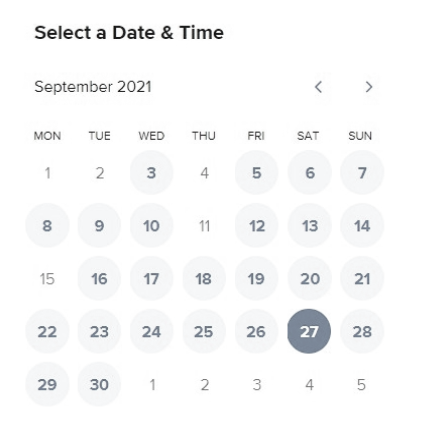 Select a Date & Time
September 2021
MON TUE WED THU FRI SAT SUN
1 2 3 4 5 6 7
8 9 10 11 12 13 14
15 16 17 18 19 20 21
22 23 24 25 26 27 28
29 30 1 2 3 4 5